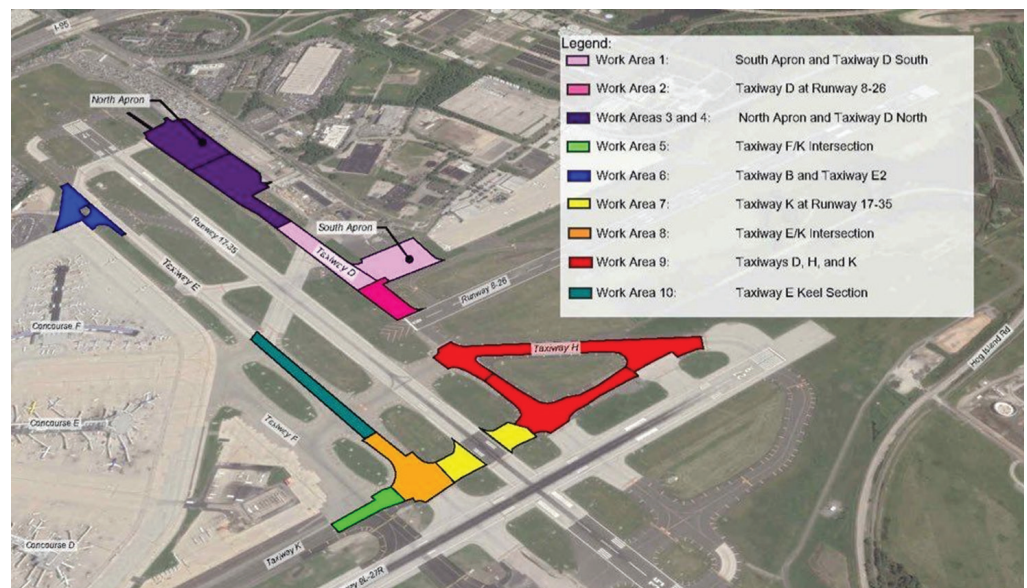 I-95
North Apron
South Apron
Runway 17-35
Taxiway D
Taxiway E
Runway 8-26
Concourse F
Taxiway H
Hog Island Rd
Concourse E
Taxiway F
Concourse D
Taxiway K
9L-27R
Legend:
Work Area 1: South Apron and Taxiway D South
Work Area 2: Taxiway D at Runway 8-26
Work Areas 3 and 4: North Apron and Taxiway D North
Work Area 5: Taxiway F/K Intersection
Work Area 6: Taxiway B and Taxiway E2
Work Area 7: Taxiway K at Runway 17-35
Work Area 8: Taxiway E/K Intersection
Work Area 9: Taxiways D, H, and K
Work Area 10: Taxiway E Keel Section